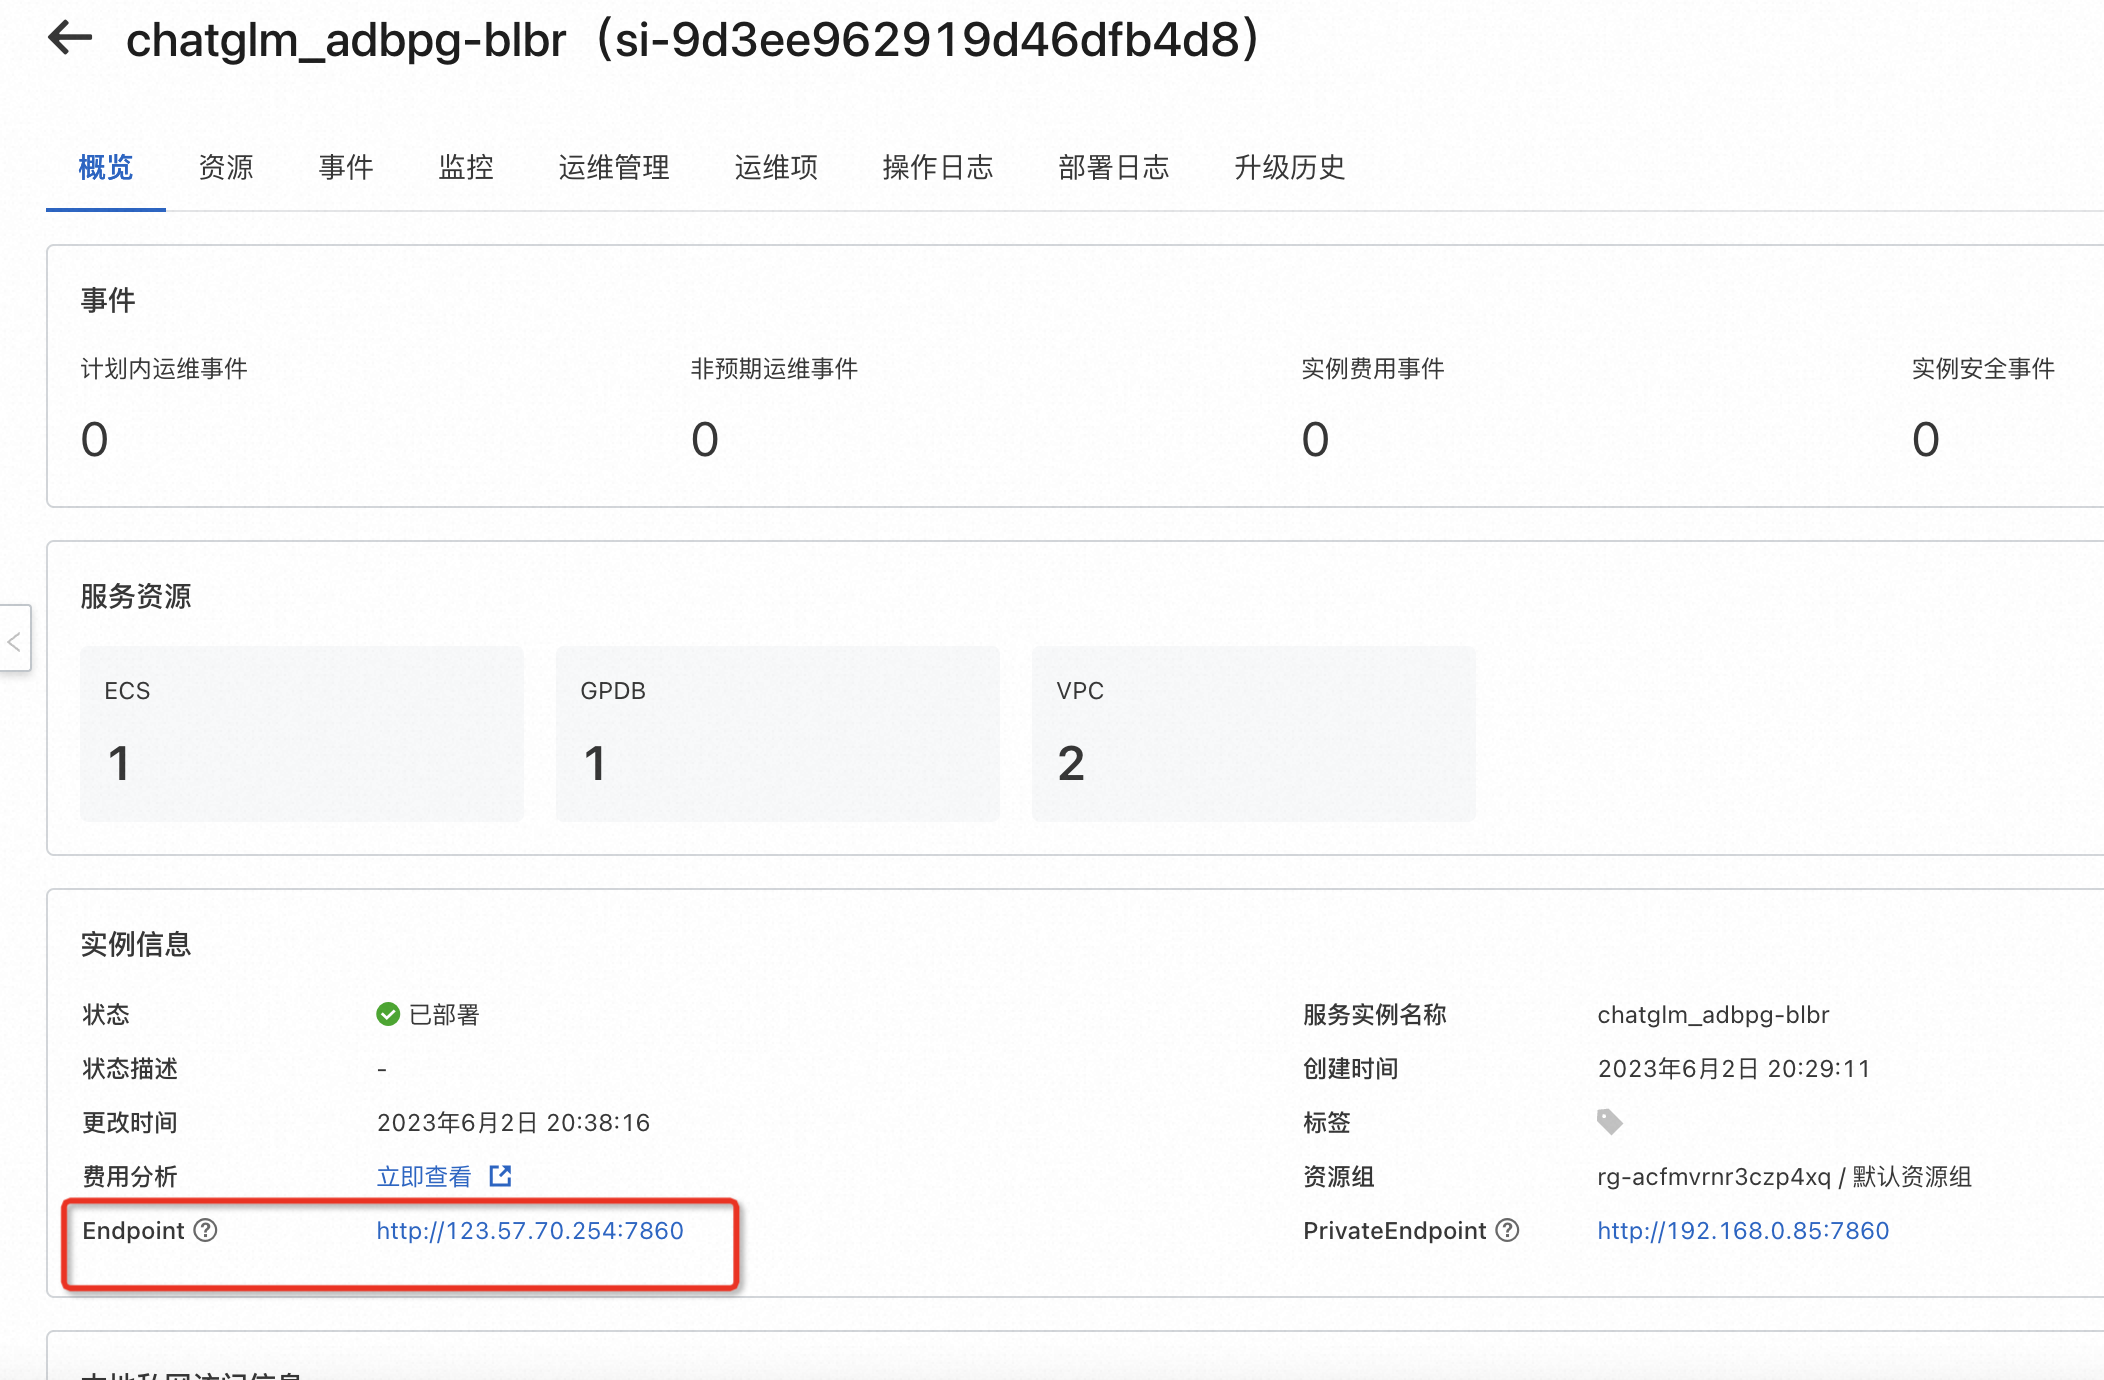 chatglm_adbpg-blbr（si-9d3ee962919d46dfb4d8）
概览 资源 事件 监控 运维管理 运维项 操作日志 部署日志 升级历史
事件
计划内运维事件 非预期运维事件 实例费用事件 实例安全事件
0 0 0 0
服务资源
ECS GPDB VPC
1 1 2
实例信息
状态 已部署 服务实例名称 chatglm_adbpg-blbr
状态描述 - 创建时间 2023年6月2日 20:29:11
更改时间 2023年6月2日 20:38:16 标签
费用分析 立即查看 资源组 rg-acfmvrnr3czp4xq / 默认资源组
Endpoint ? http://123.57.70.254:7860 PrivateEndpoint ? http://192.168.0.85:7860